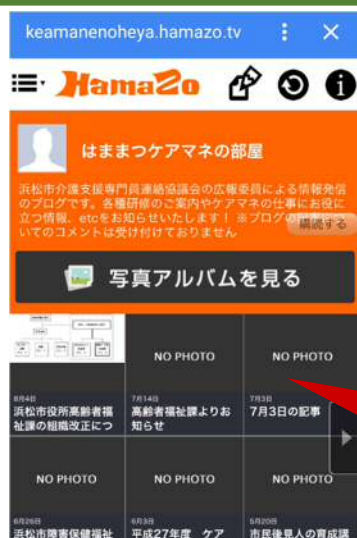 keamanenoheya.hamazo.tv
HamaZo
はままつケアマネの部屋
浜松市介護支援専門員連絡協議会の広報
委員による情報発信
のブログです。各種研修のご案内やケアマネの仕事にお役に
立つ情報、etcをお知らせいたします！ ※ブログの
いてのコメントは受け付けておりません
購読する
写真アルバムを見る
NO PHOTO
NO PHOTO
8月4日
浜松市役所高齢者福
祉課の組織改正につ
7月14日
高齢者福祉課よりお
知らせ
7月3日
7月3日の記事
NO PHOTO
NO PHOTO
NO PHOTO
6月26日
浜松市障害保健福祉
6月3日
平成27年度 ケア
5月20日
市民後見人の育成講